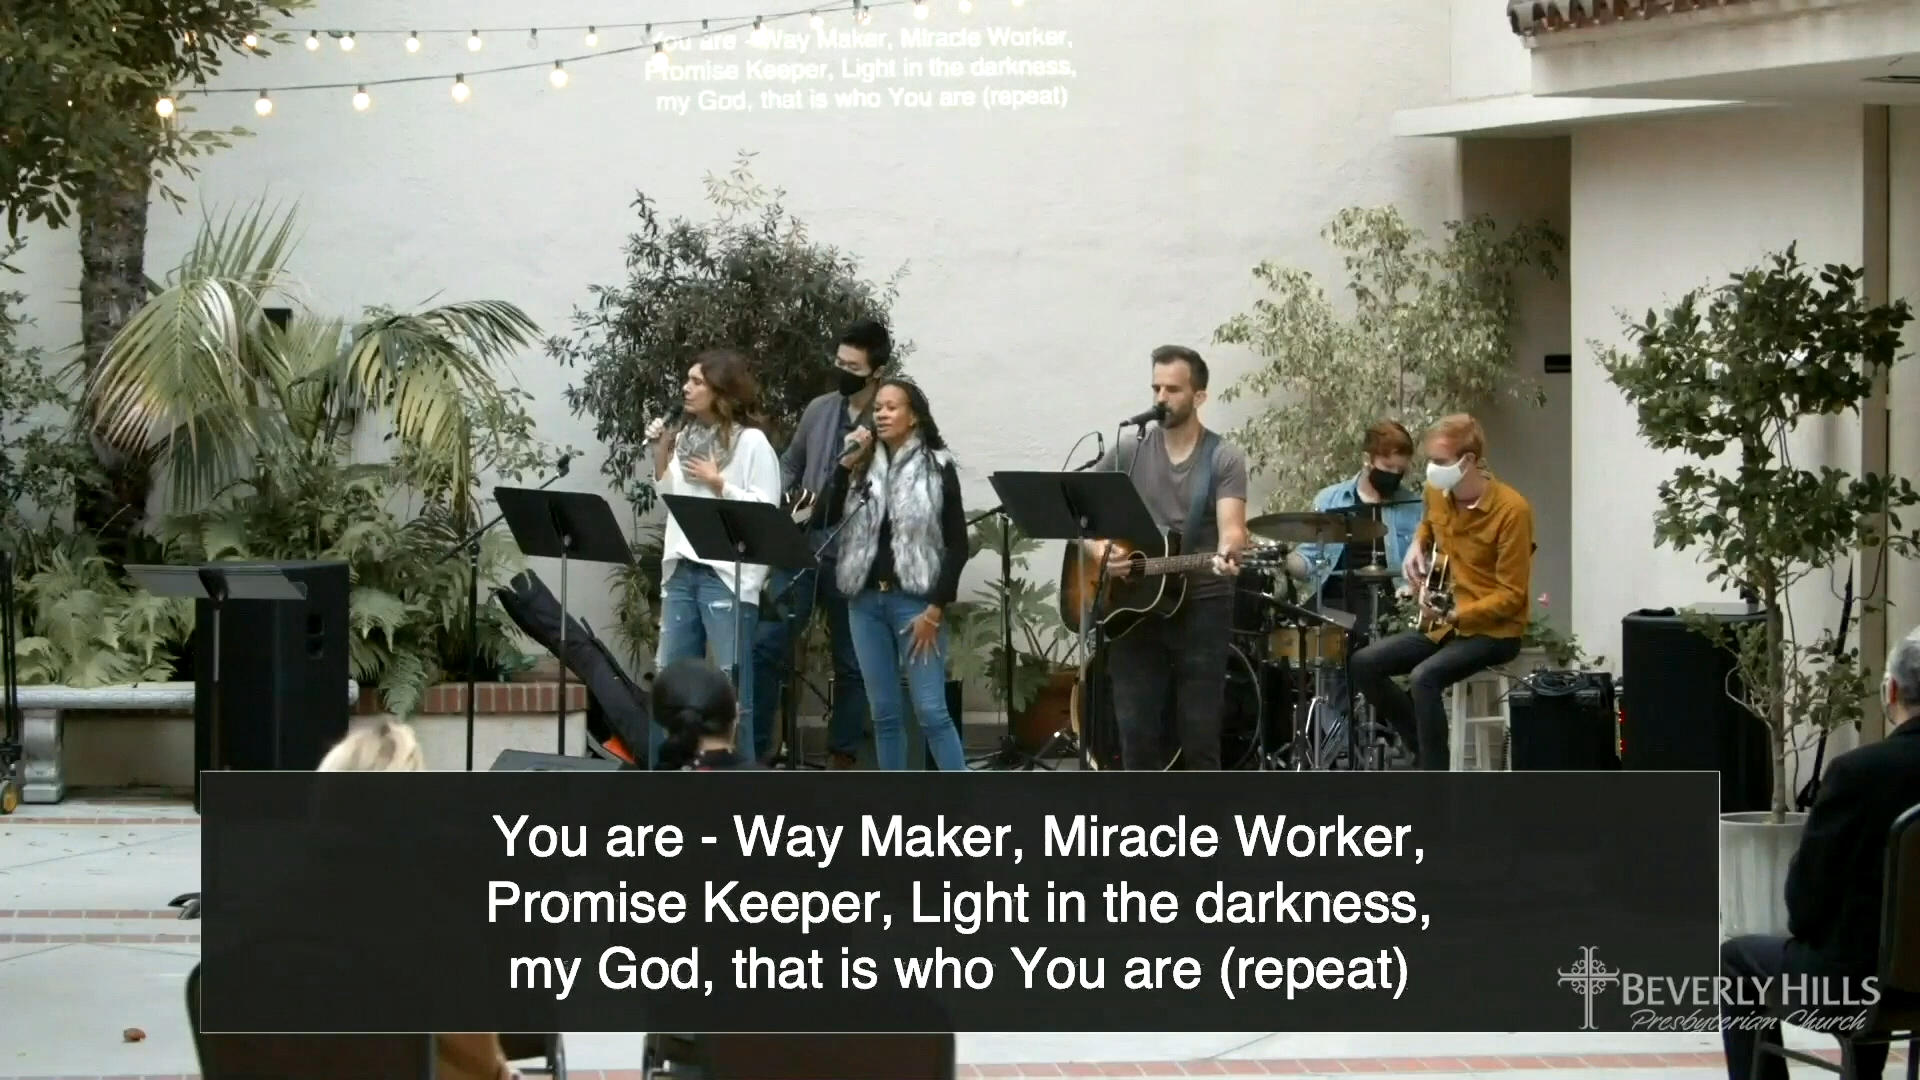 You are - Way Maker, Miracle Worker,
Promise Keeper, Light in the darkness,
my God, that is who You are (repeat)
You are - Way Maker, Miracle Worker,
Promise Keeper, Light in the darkness,
my God, that is who You are (repeat)
BEVERLY HILLS
Presbyterian Church